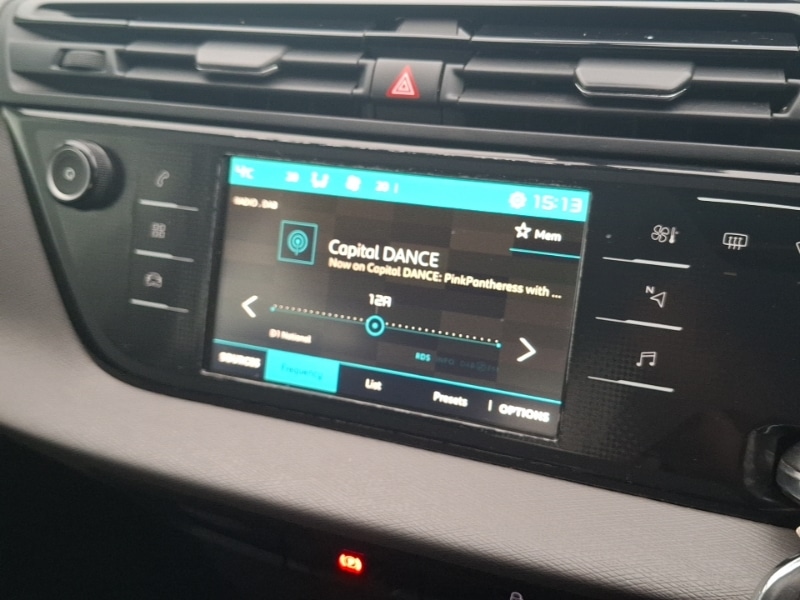 15:13
RADIO . DAB
Mem
Capital DANCE
Now on Capital DANCE: PinkPantheress with ...
12A
D1 National
RDS
SOURCES Frequency List Presets OPTIONS
N